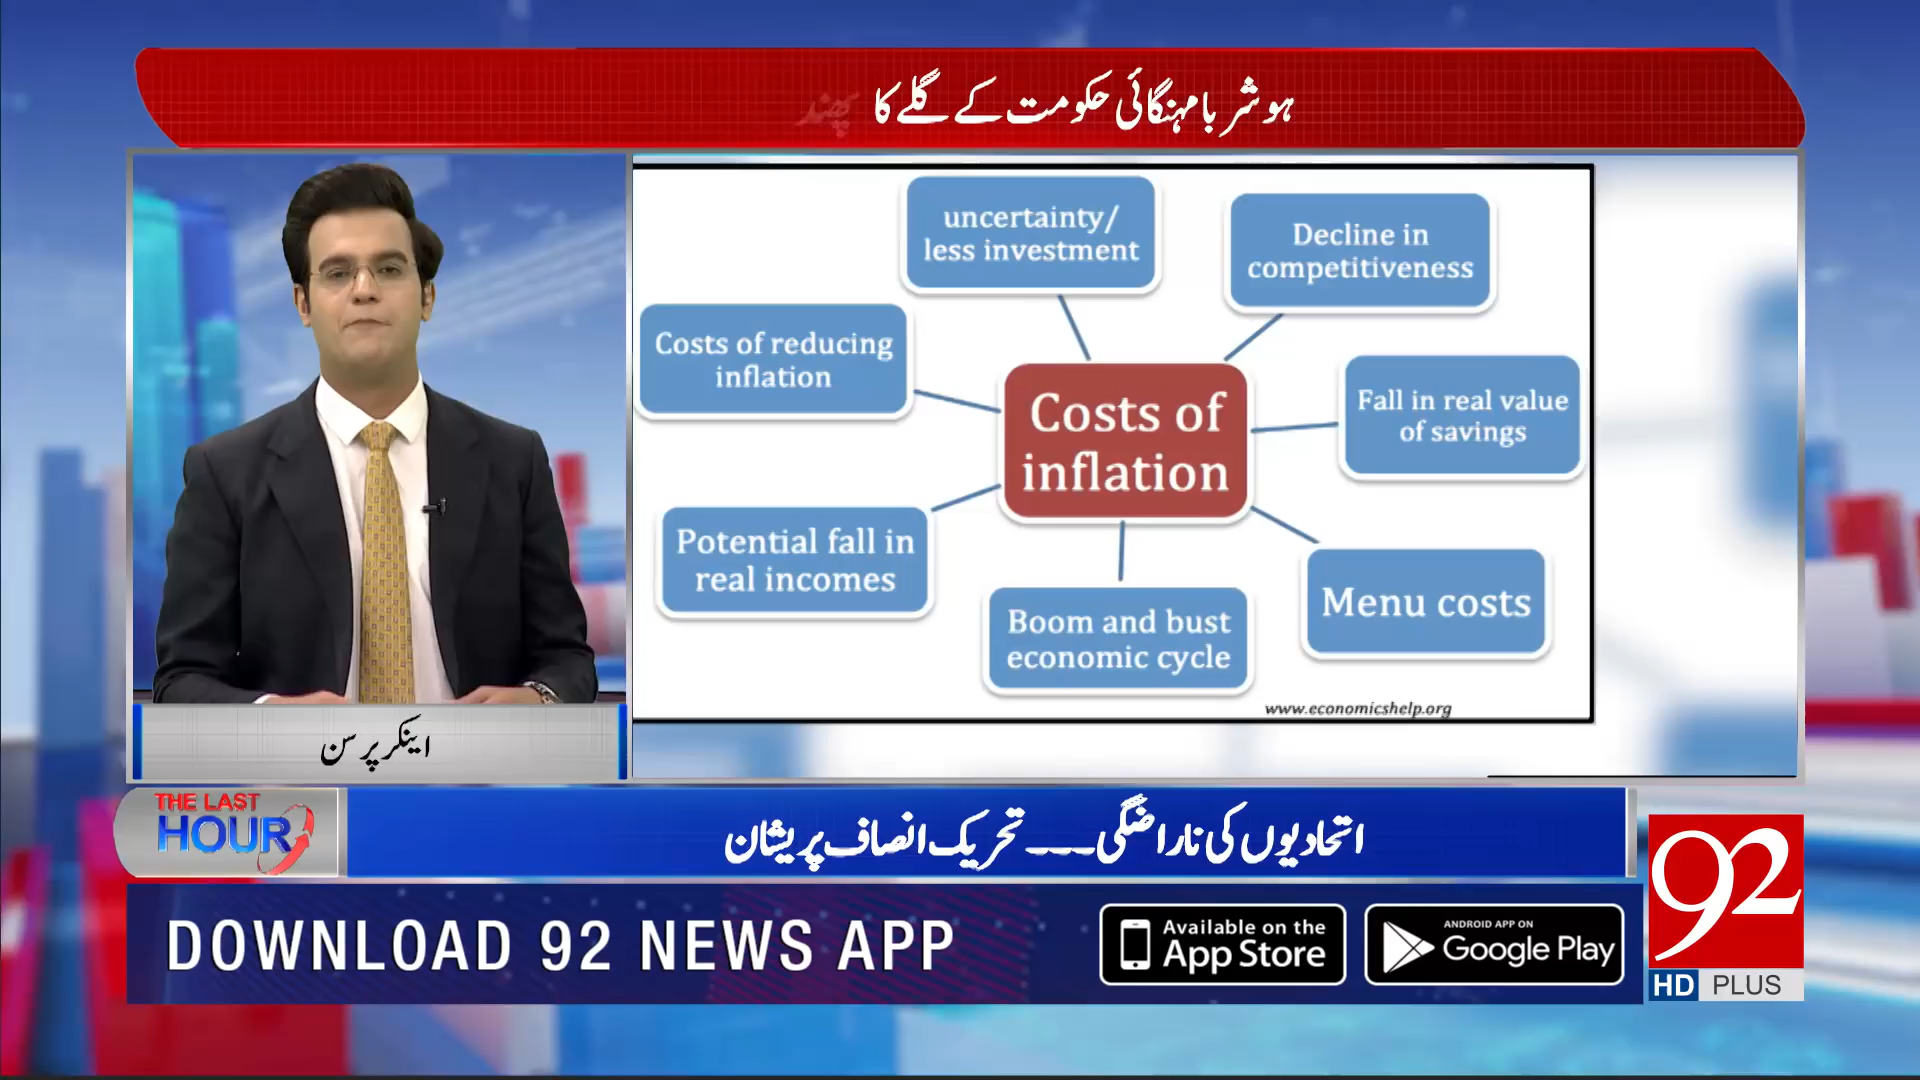 ہوشربا مہنگائی حکومت کے گلے کا پھند
uncertainty/
less investment
Decline in
competitiveness
Costs of reducing
inflation
Costs of
inflation
Fall in real value
of savings
Potential fall in
real incomes
Boom and bust
economic cycle
Menu costs
www.economicshelp.org
اینکر پرسن
THE LAST
HOUR
اتحادیوں کی ناراضگی --- تحریک انصاف پریشان
DOWNLOAD 92 NEWS APP
Available on the
App Store
ANDROID APP ON
Google Play
92
HD PLUS